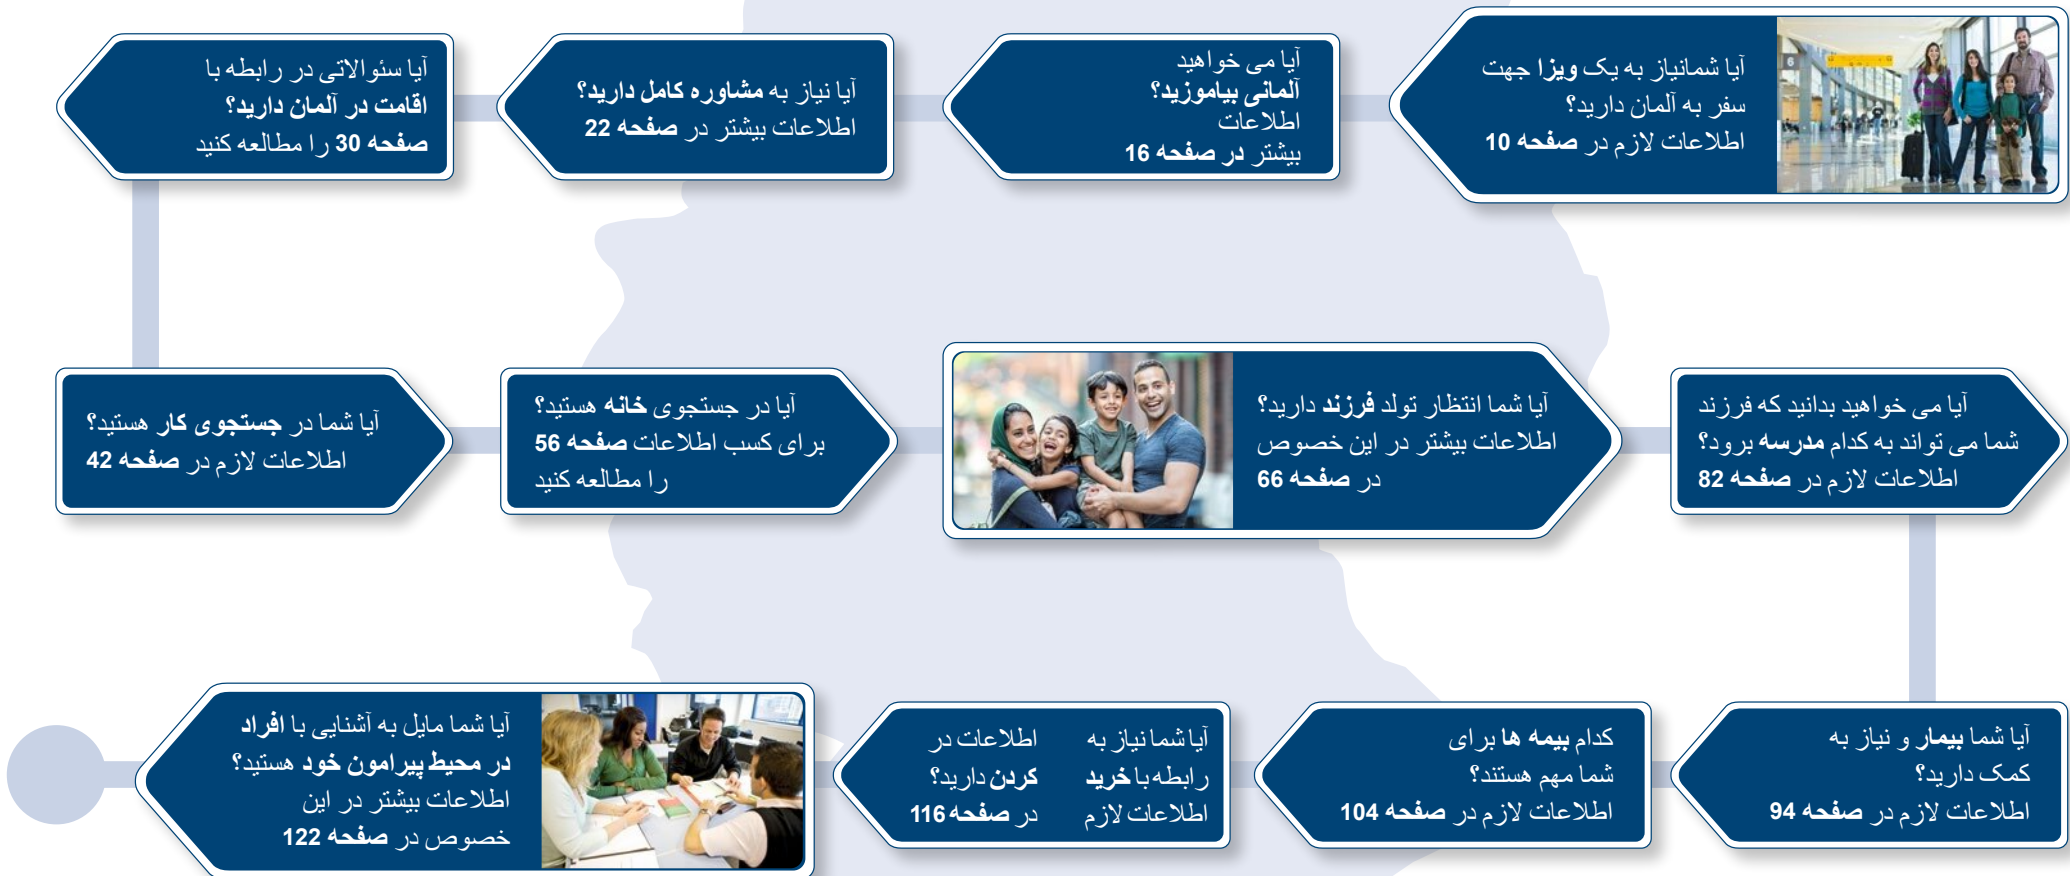 آیا شمانیاز به یک ویزا جهت
سفر به آلمان دارید؟
اطلاعات لازم در صفحه 10
آیا می خواهید
آلمانی بیاموزید؟
اطلاعات
بیشتر در صفحه 16
آیا نیاز به مشاوره کامل دارید؟
اطلاعات بیشتر در صفحه 22
آیا سئوالاتی در رابطه با
اقامت در آلمان دارید؟
صفحه 30 را مطالعه کنید
آیا شما در جستجوی کار هستید؟
اطلاعات لازم در صفحه 42
آیا در جستجوی خانه هستید؟
برای کسب اطلاعات صفحه 56
را مطالعه کنید
آیا شما انتظار تولد فرزند دارید؟
اطلاعات بیشتر در این خصوص
در صفحه 66
آیا می خواهید بدانید که فرزند
شما می تواند به کدام مدرسه برود؟
اطلاعات لازم در صفحه 82
آیا شما بیمار و نیاز به
کمک دارید؟
اطلاعات لازم در صفحه 94
کدام بیمه ها برای
شما مهم هستند؟
اطلاعات لازم در صفحه 104
آیا شما نیاز به اطلاعات در
رابطه با خرید کردن دارید؟
اطلاعات لازم در صفحه 116
آیا شما مایل به آشنایی با افراد
در محیط پیرامون خود هستید؟
اطلاعات بیشتر در این
خصوص در صفحه 122
6